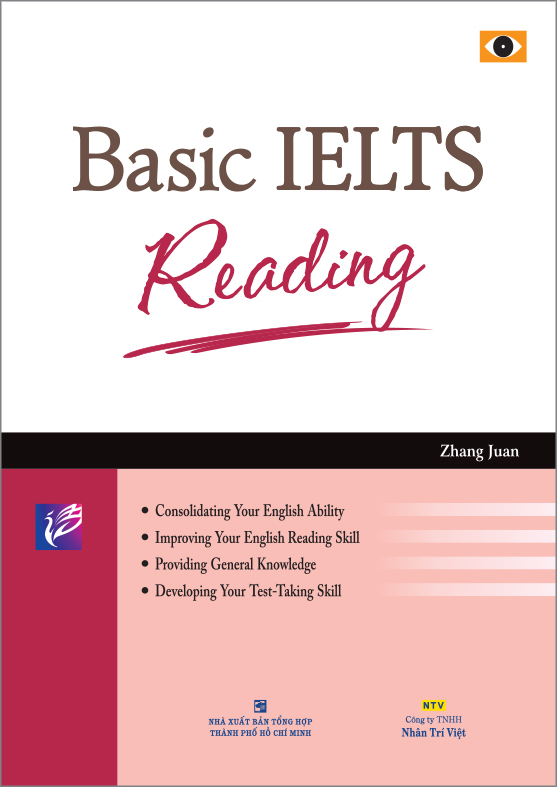 Basic IELTS
Reading
Zhang Juan
• Consolidating Your English Ability
• Improving Your English Reading Skill
• Providing General Knowledge
• Developing Your Test-Taking Skill
NHÀ XUẤT BẢN TỔNG HỢP
THÀNH PHỐ HỒ CHÍ MINH
NTV
Công ty TNHH
Nhân Trí Việt